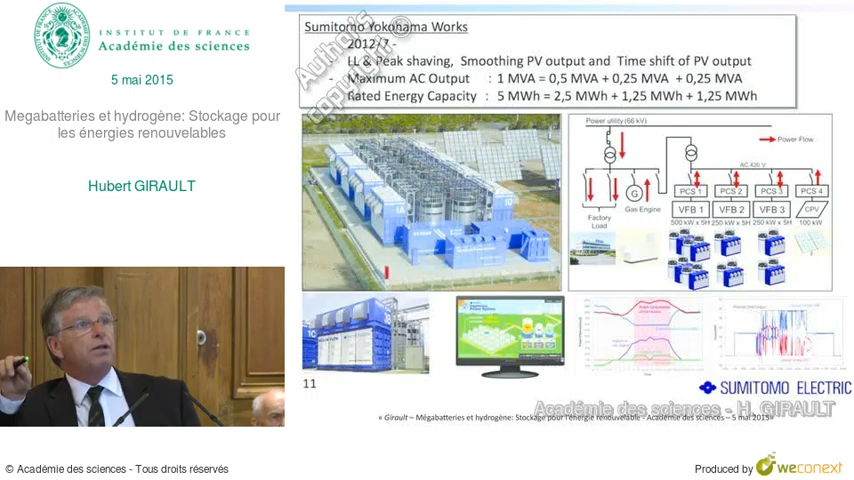 INSTITUT DE FRANCE
Académie des sciences
5 mai 2015
Megabatteries et hydrogène: Stockage pour
les énergies renouvelables
Hubert GIRAULT
Sumitomo Yokohama Works
2012/7 -
LL & Peak shaving, Smoothing PV output and Time shift of PV output
- Maximum AC Output : 1 MVA = 0,5 MVA + 0,25 MVA + 0,25 MVA
Rated Energy Capacity : 5 MWh = 2,5 MWh + 1,25 MWh + 1,25 MWh
Author's
copyright ©
Power utility (66 kV)
Power Flow
AC 420 V
PCS 1
PCS 2
PCS 3
PCS 4
G
VFB 1
VFB 2
VFB 3
CPV
Factory
Load
Gas Engine
500 kW x 5H
250 kW x 5H
250 kW x 5H
100 kW
11
SUMITOMO ELECTRIC
Académie des sciences - H. GIRAULT
« Girault – Mégabatteries et hydrogène: Stockage pour l'énergie renouvelable - Académie des sciences – 5 mai 2015»
© Académie des sciences - Tous droits réservés
Produced by weconext